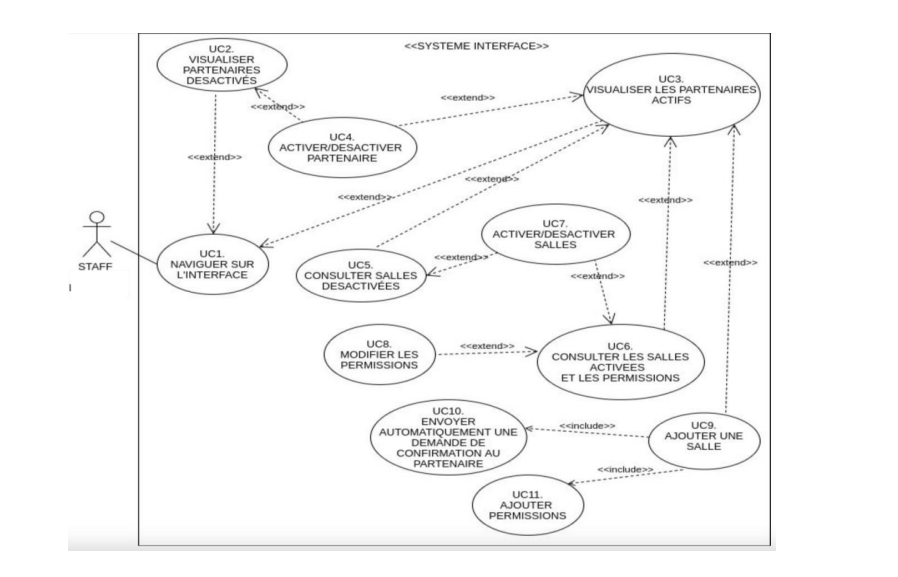 <<SYSTEME INTERFACE>>
UC2.
VISUALISER
PARTENAIRES
DESACTIVÉS
UC3.
VISUALISER LES PARTENAIRES
ACTIFS
<<extend>>
<<extend>>
UC4.
ACTIVER/DESACTIVER
PARTENAIRE
<<extend>>
<<extend>>
<<extend>>
<<extend>>
UC7.
ACTIVER/DESACTIVER
SALLES
STAFF
UC1.
NAVIGUER SUR
L'INTERFACE
UC5.
CONSULTER SALLES
DESACTIVÉES
<<extend>>
<<extend>>
<<extend>>
I
UC8.
MODIFIER LES
PERMISSIONS
<<extend>>
UC6.
CONSULTER LES SALLES
ACTIVEES
ET LES PERMISSIONS
UC10.
ENVOYER
AUTOMATIQUEMENT UNE
DEMANDE DE
CONFIRMATION AU
PARTENAIRE
<<include>>
UC9.
AJOUTER UNE
SALLE
<<include>>
UC11.
AJOUTER
PERMISSIONS